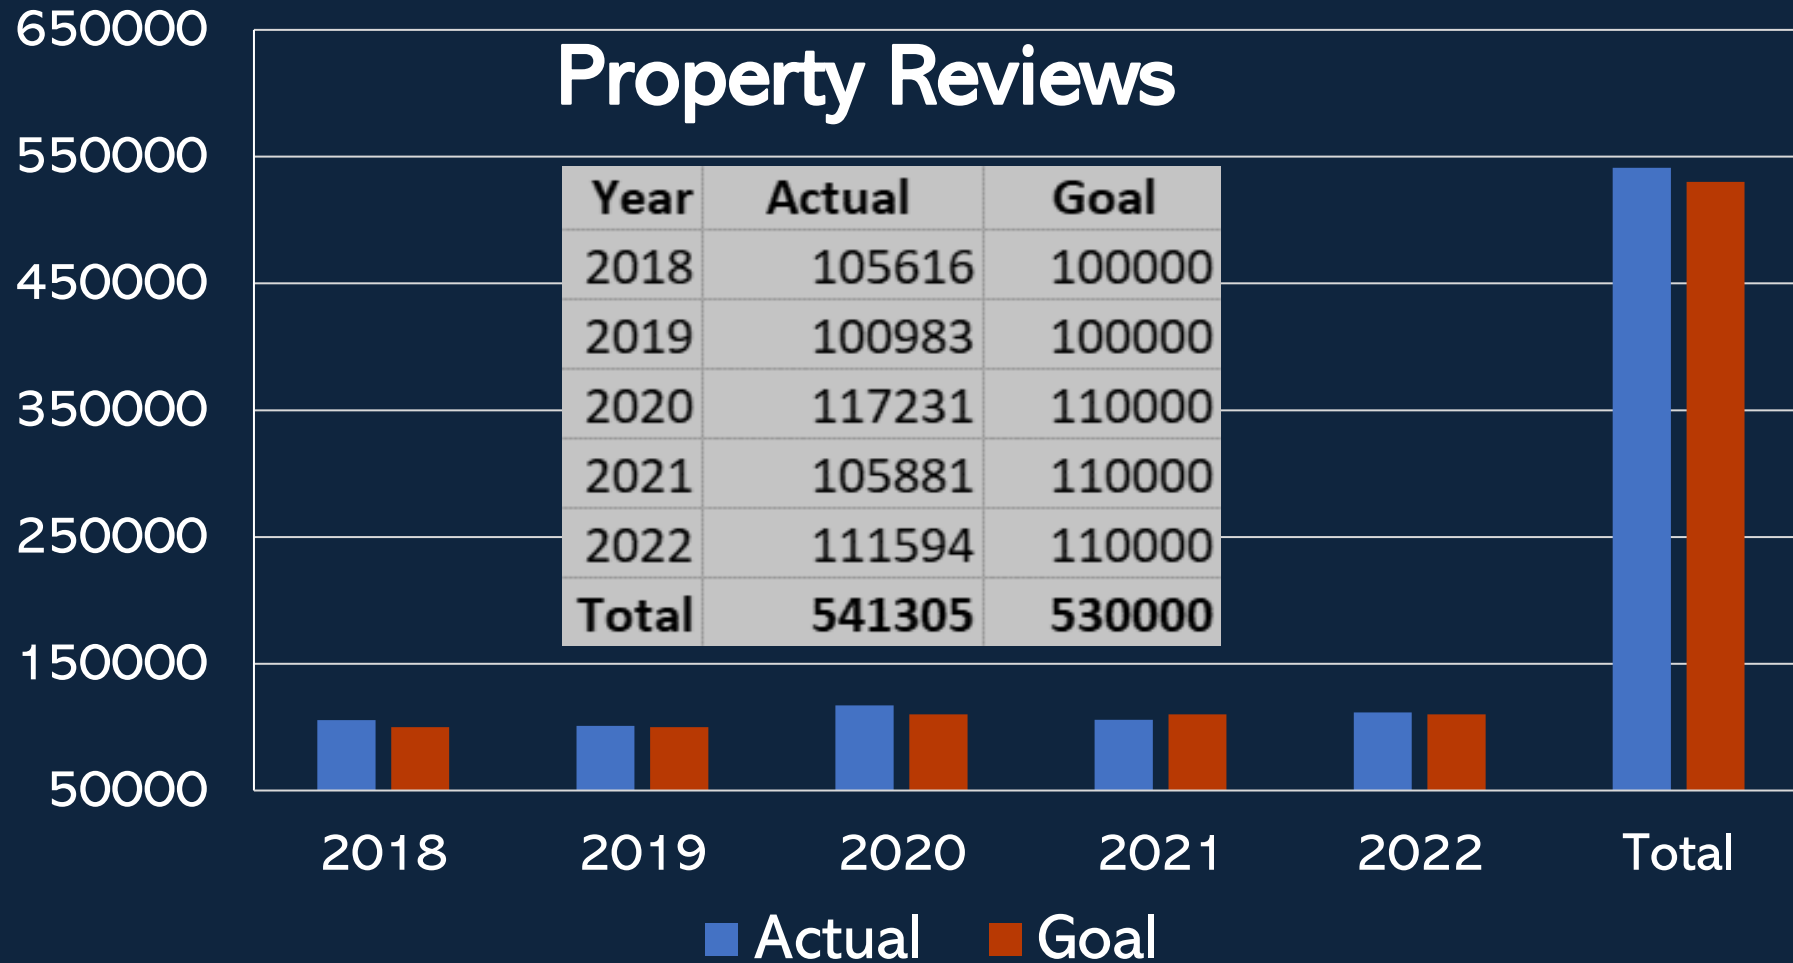 Property Reviews
650000
550000
450000
350000
250000
150000
50000
Year Actual Goal
2018 105616 100000
2019 100983 100000
2020 117231 110000
2021 105881 110000
2022 111594 110000
Total 541305 530000
2018 2019 2020 2021 2022 Total
Actual Goal